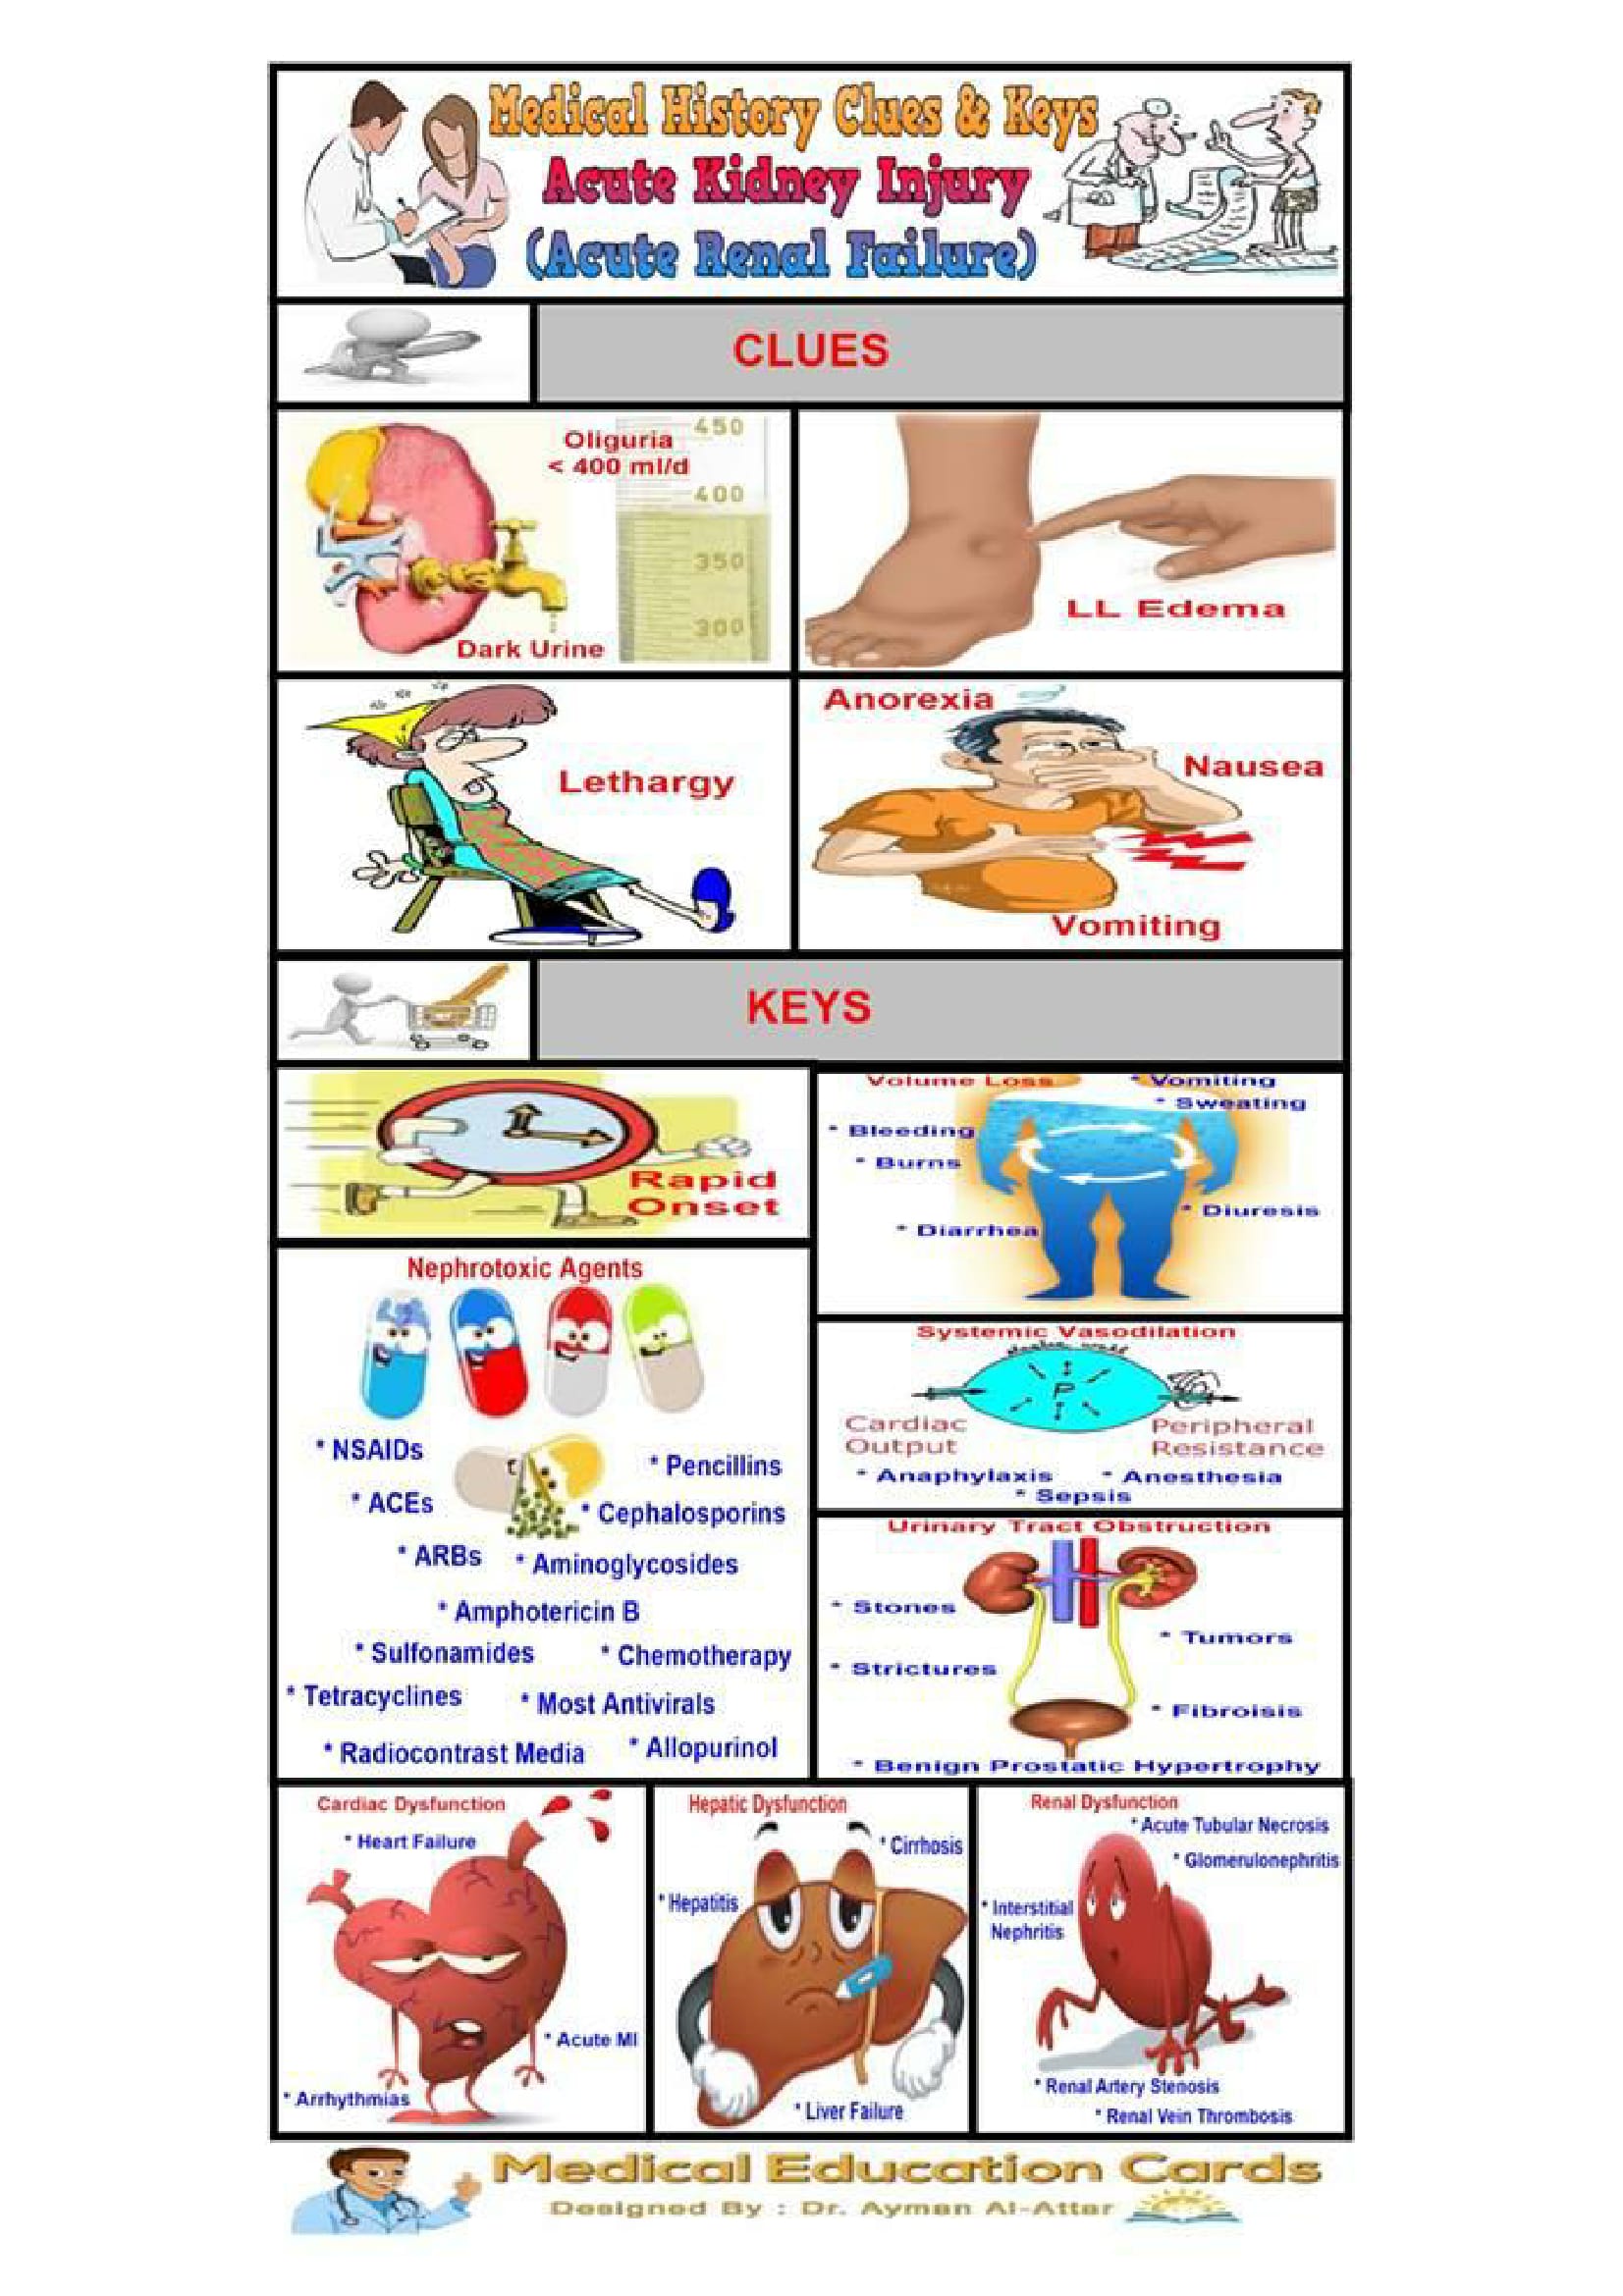 Medical History Clues & Keys
Acute Kidney Injury
(Acute Renal Failure)
CLUES
Oliguria
< 400 ml/d
450
400
350
300
Dark Urine
LL Edema
Lethargy
Anorexia
Nausea
Vomiting
KEYS
Rapid
Onset
Volume Loss
* Vomiting
* Sweating
* Bleeding
* Burns
* Diuresis
* Diarrhea
Nephrotoxic Agents
* NSAIDs
* Pencillins
* ACEs
* Cephalosporins
* ARBs
* Aminoglycosides
* Amphotericin B
* Sulfonamides
* Chemotherapy
* Tetracyclines
* Most Antivirals
* Radiocontrast Media
* Allopurinol
Systemic Vasodilation
P
Cardiac
Output
Peripheral
Resistance
* Anaphylaxis
* Anesthesia
* Sepsis
Urinary Tract Obstruction
* Stones
* Tumors
* Strictures
* Fibroisis
* Benign Prostatic Hypertrophy
Cardiac Dysfunction
* Heart Failure
* Acute MI
* Arrhythmias
Hepatic Dysfunction
* Cirrhosis
* Hepatitis
* Liver Failure
Renal Dysfunction
* Acute Tubular Necrosis
* Glomerulonephritis
* Interstitial
Nephritis
* Renal Artery Stenosis
* Renal Vein Thrombosis
Medical Education Cards
Designed By : Dr. Ayman Al-Attar